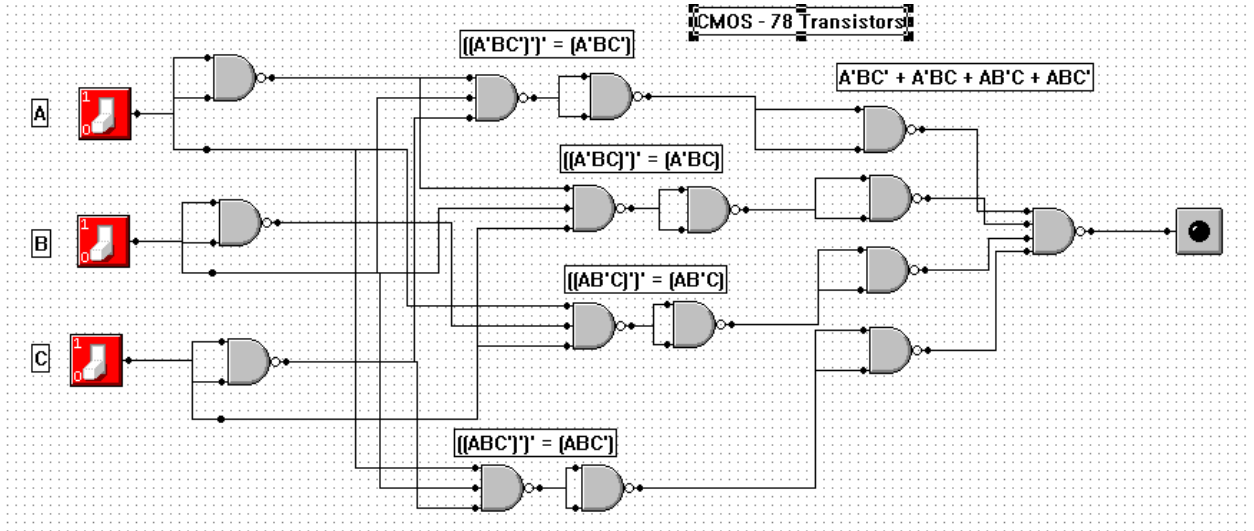 CMOS - 78 Transistors
((A'BC')')' = (A'BC')
A'BC' + A'BC + AB'C + ABC'
1
A
0
((A'BC)')' = (A'BC)
1
B
0
((AB'C)')' = (AB'C)
1
C
0
((ABC')')' = (ABC')